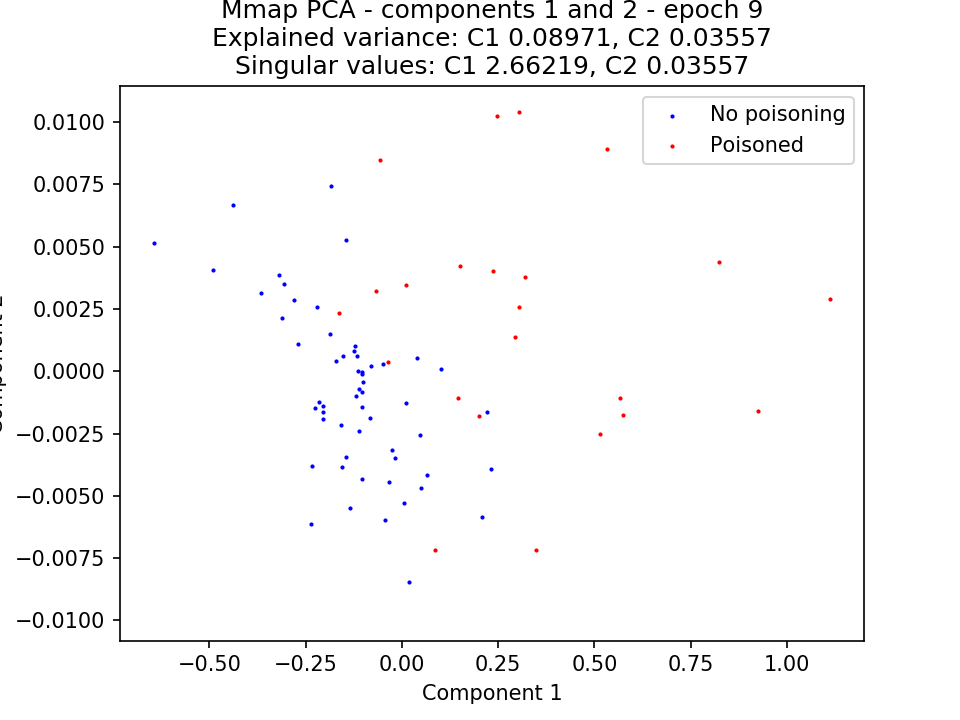 Mmap PCA - components 1 and 2 - epoch 9
Explained variance: C1 0.08971, C2 0.03557
Singular values: C1 2.66219, C2 0.03557
No poisoning
Poisoned
0.0100
0.0075
0.0050
0.0025
0.0000
−0.0025
−0.0050
−0.0075
−0.0100
−0.50 −0.25 0.00 0.25 0.50 0.75 1.00
Component 1